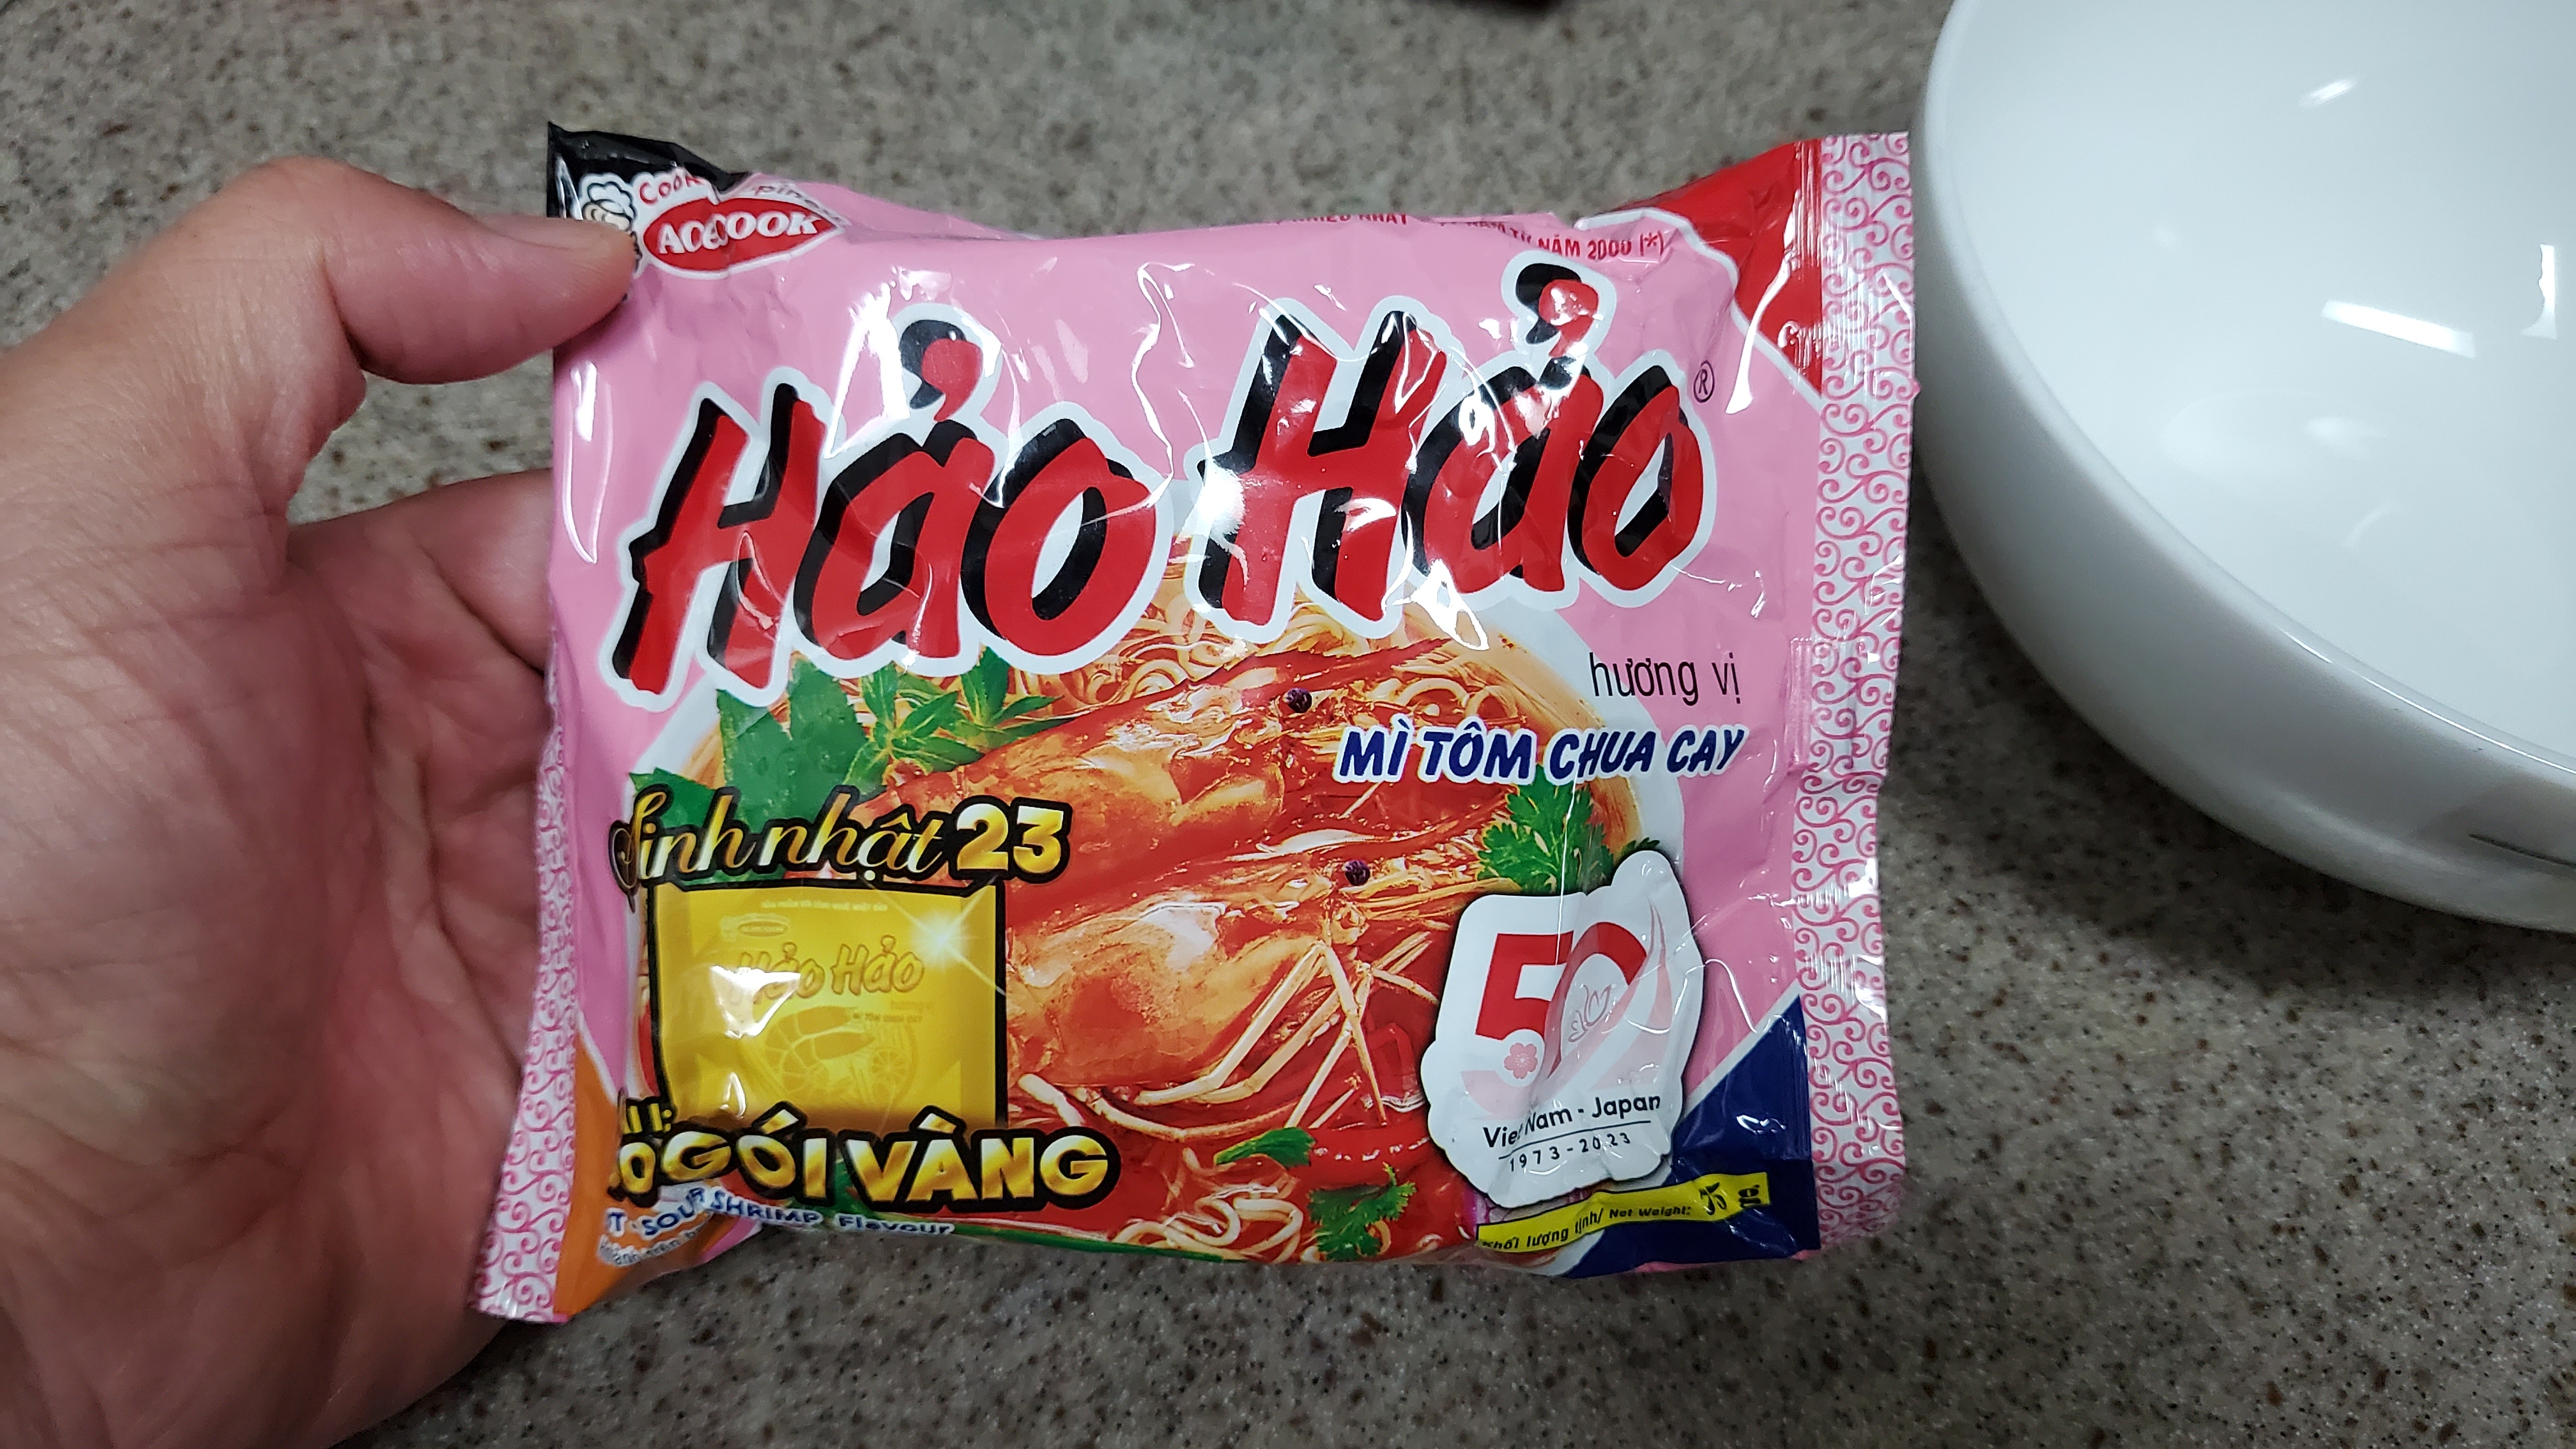 ACECOOK
NĂM 2000 (*)
Hảo Hảo ®
hương vị
MÌ TÔM CHUA CAY
Sinh nhật 23
Hảo Hảo
GÓI VÀNG
SHRIMP Flavour
50
Viet Nam - Japan
1973-2023
Khối lượng tịnh/ Net Weight: 75 g